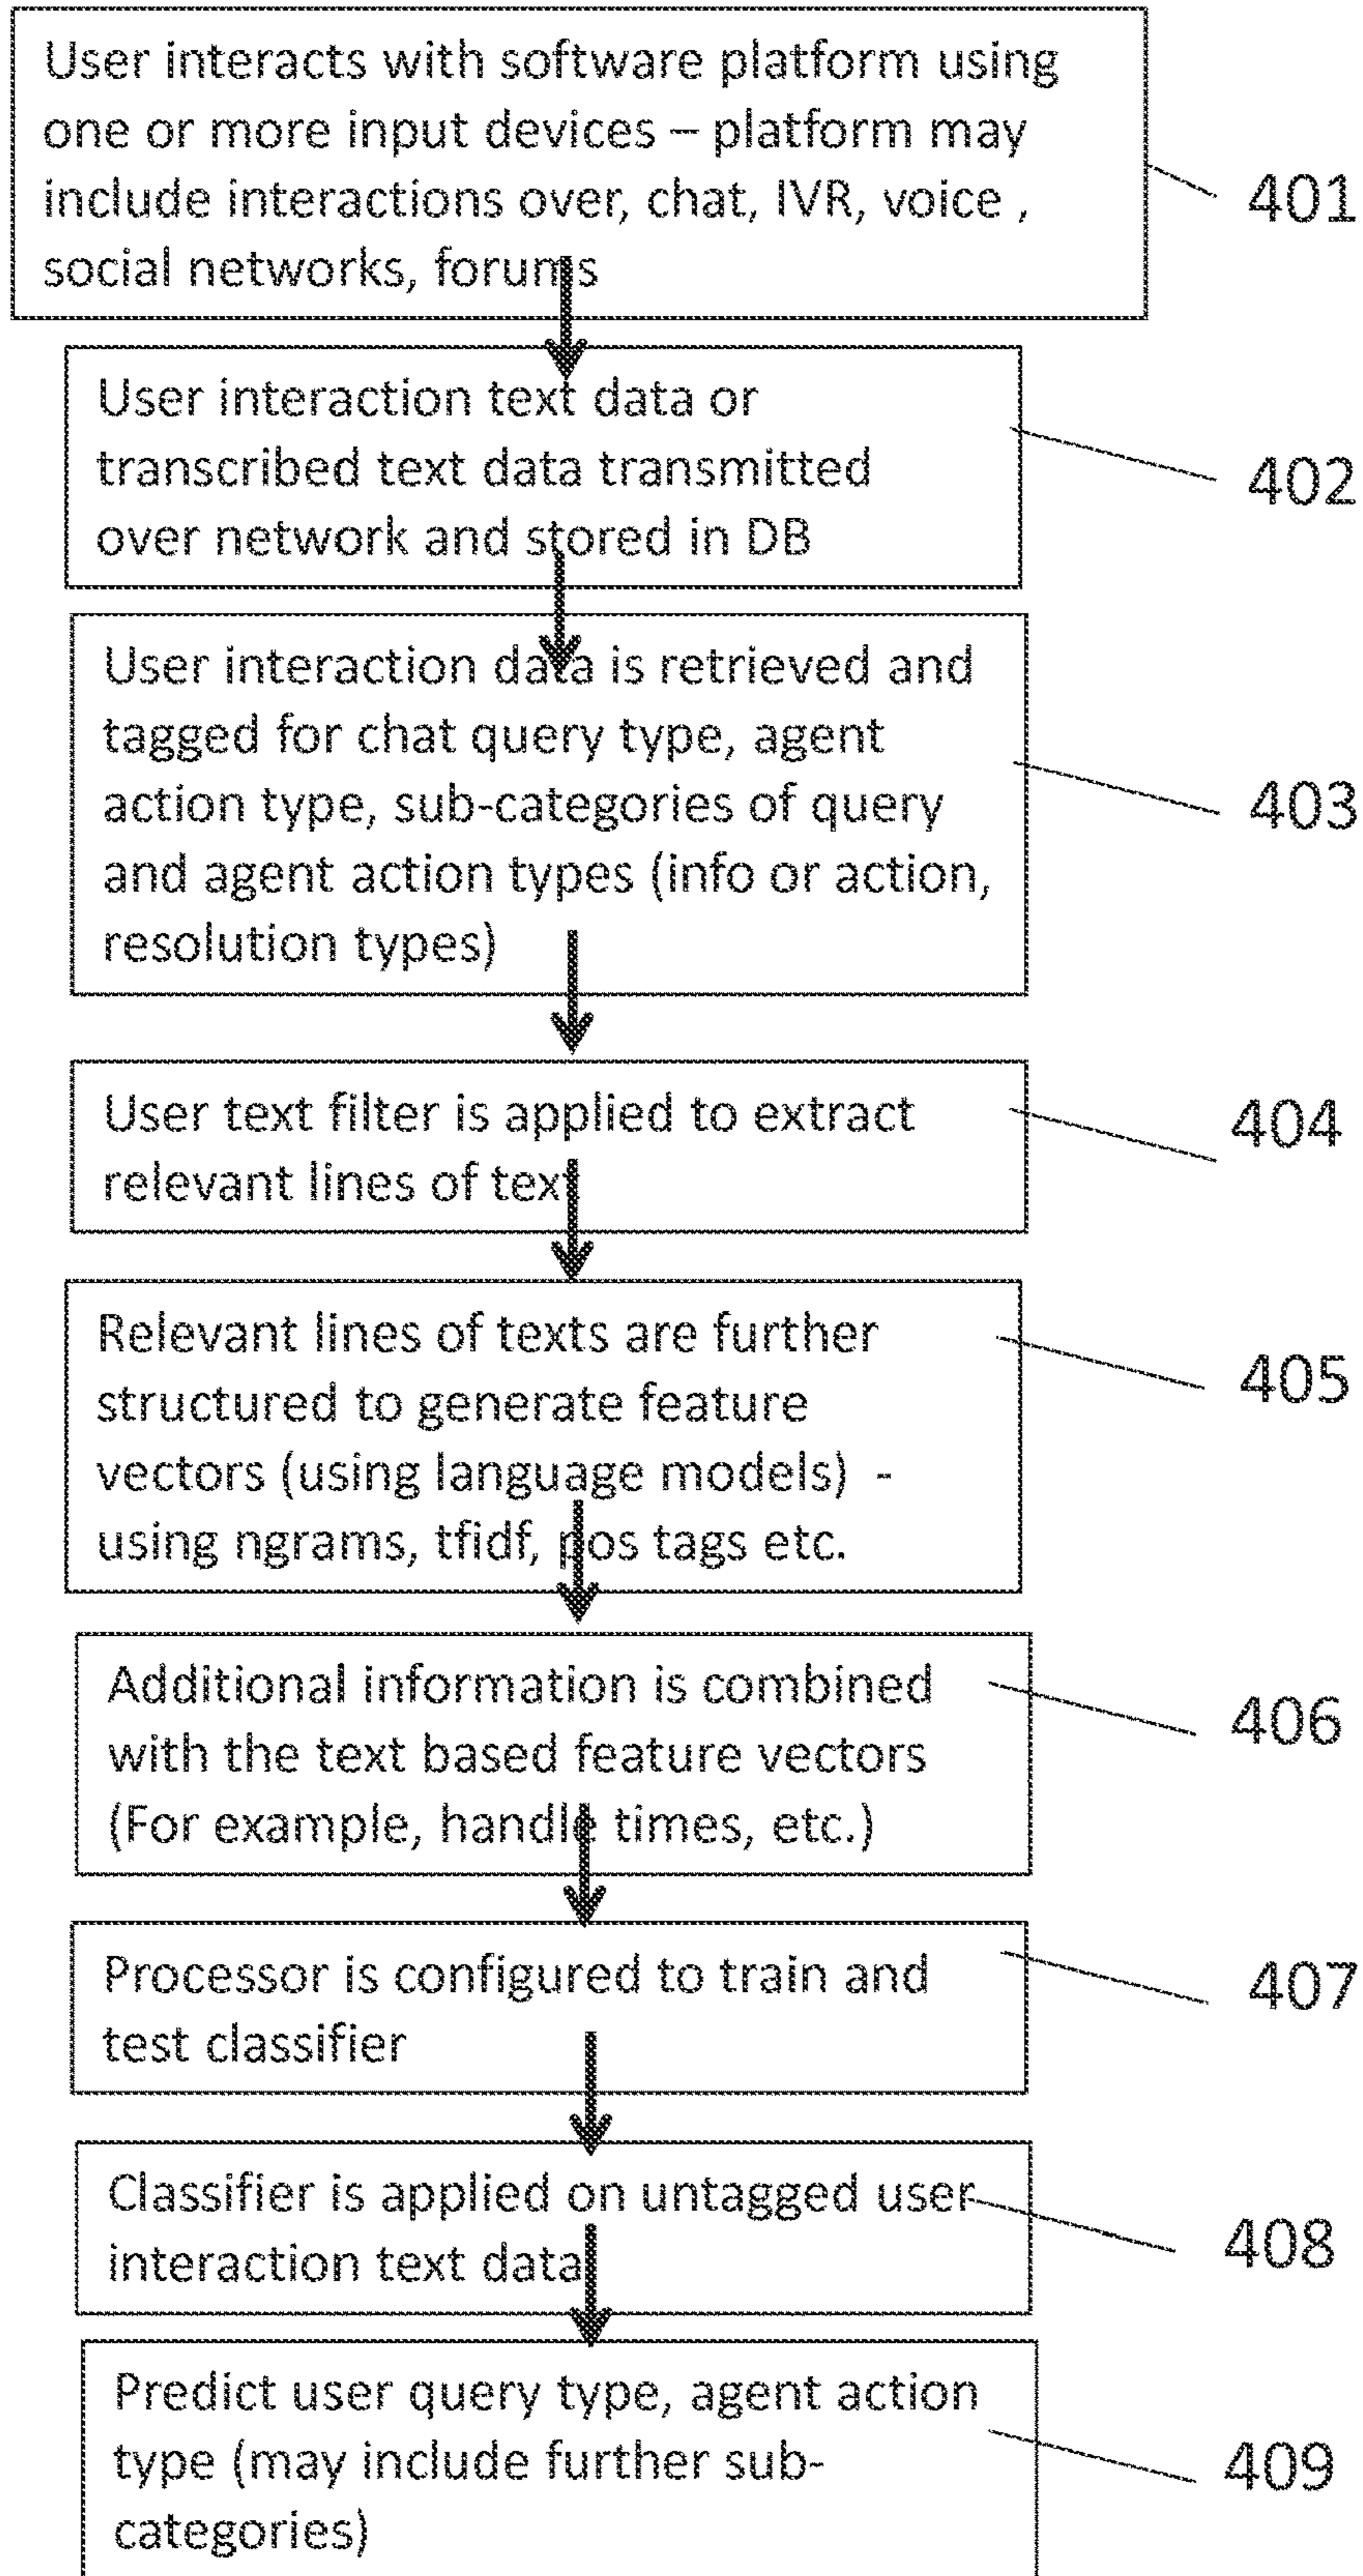 User interacts with software platform using
one or more input devices – platform may
include interactions over, chat, IVR, voice ,
social networks, forums
401
User interaction text data or
transcribed text data transmitted
over network and stored in DB
402
User interaction data is retrieved and
tagged for chat query type, agent
action type, sub-categories of query
and agent action types (info or action,
resolution types)
403
User text filter is applied to extract
relevant lines of text
404
Relevant lines of texts are further
structured to generate feature
vectors (using language models) -
using ngrams, tfidf, pos tags etc.
405
Additional information is combined
with the text based feature vectors
(For example, handle times, etc.)
406
Processor is configured to train and
test classifier
407
Classifier is applied on untagged user
interaction text data
408
Predict user query type, agent action
type (may include further sub-
categories)
409